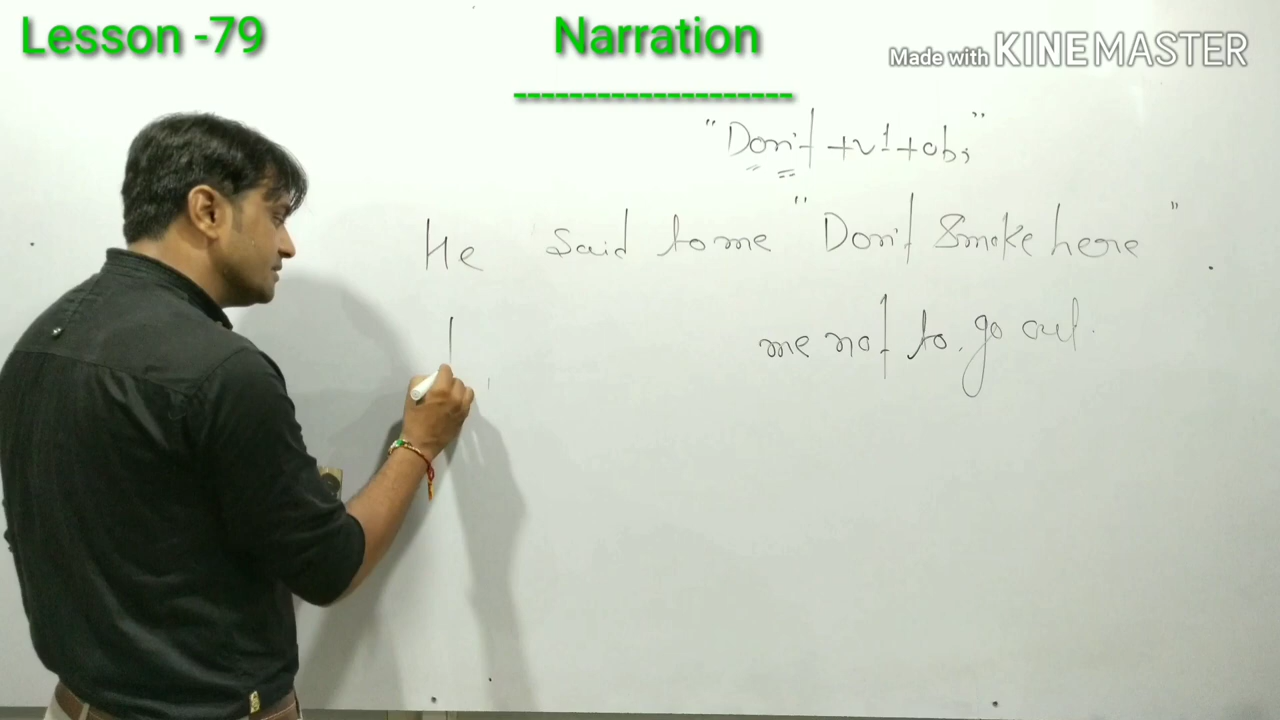 Lesson -79
Narration
Made with KINEMASTER
--------------------
"Don't + v1 + obj"
He said to me "Don't Smoke here".
me not to go out.